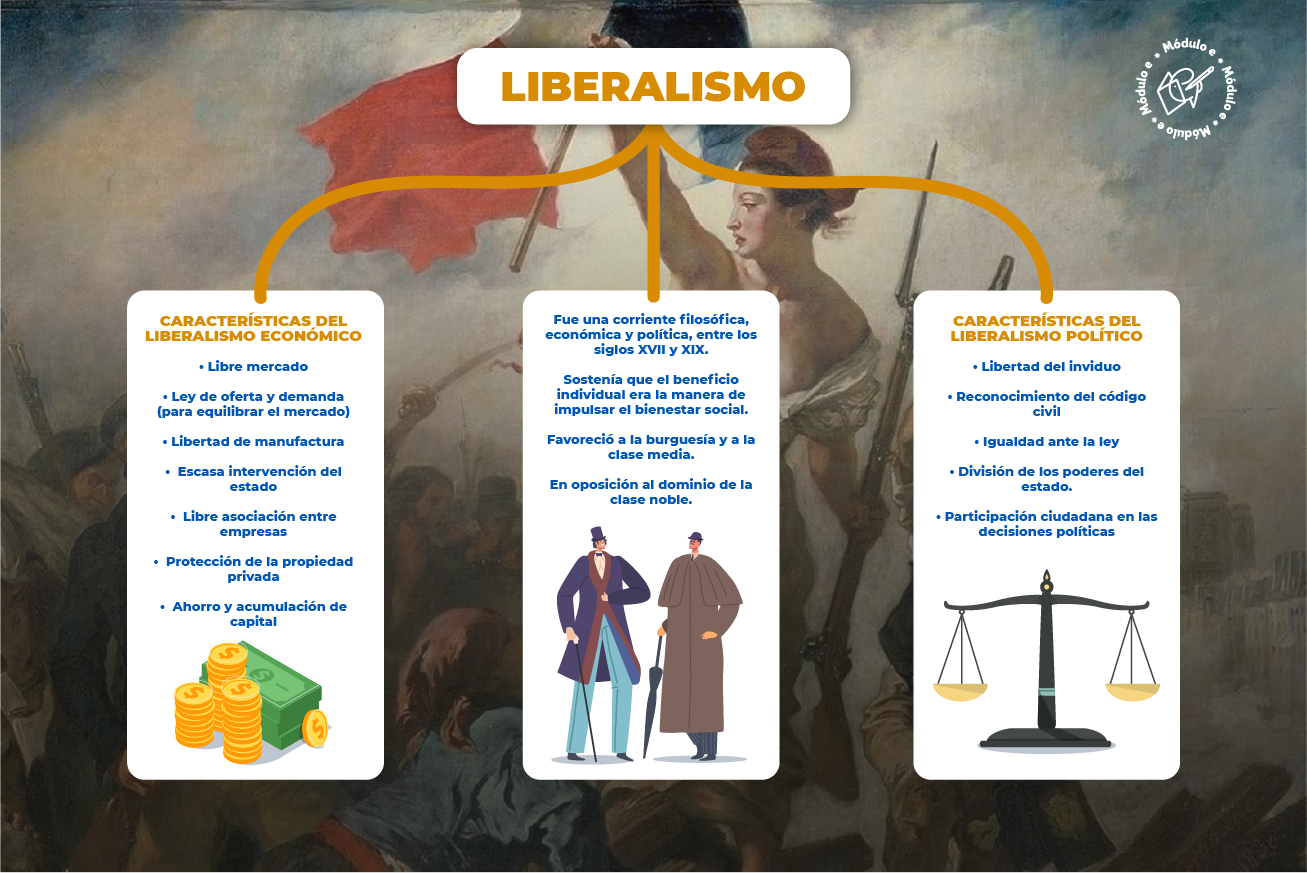 LIBERALISMO
Módulo e * Módulo e * Módulo e * Módulo e *
CARACTERÍSTICAS DEL
LIBERALISMO ECONÓMICO
• Libre mercado
• Ley de oferta y demanda
(para equilibrar el mercado)
• Libertad de manufactura
• Escasa intervención del
estado
• Libre asociación entre
empresas
• Protección de la propiedad
privada
• Ahorro y acumulación de
capital
Fue una corriente filosófica,
económica y política, entre los
siglos XVII y XIX.
Sostenía que el beneficio
individual era la manera de
impulsar el bienestar social.
Favoreció a la burguesía y a la
clase media.
En oposición al dominio de la
clase noble.
CARACTERÍSTICAS DEL
LIBERALISMO POLÍTICO
• Libertad del inviduo
• Reconocimiento del código
civil
• Igualdad ante la ley
• División de los poderes del
estado.
• Participación ciudadana en las
decisiones políticas